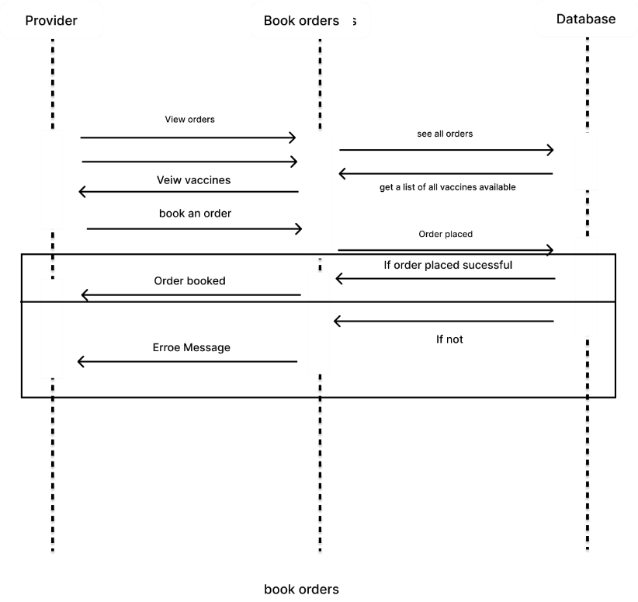 Provider
Book orders s
Database
View orders
see all orders
Veiw vaccines
get a list of all vaccines available
book an order
Order placed
If order placed sucessful
Order booked
If not
Erroe Message
book orders